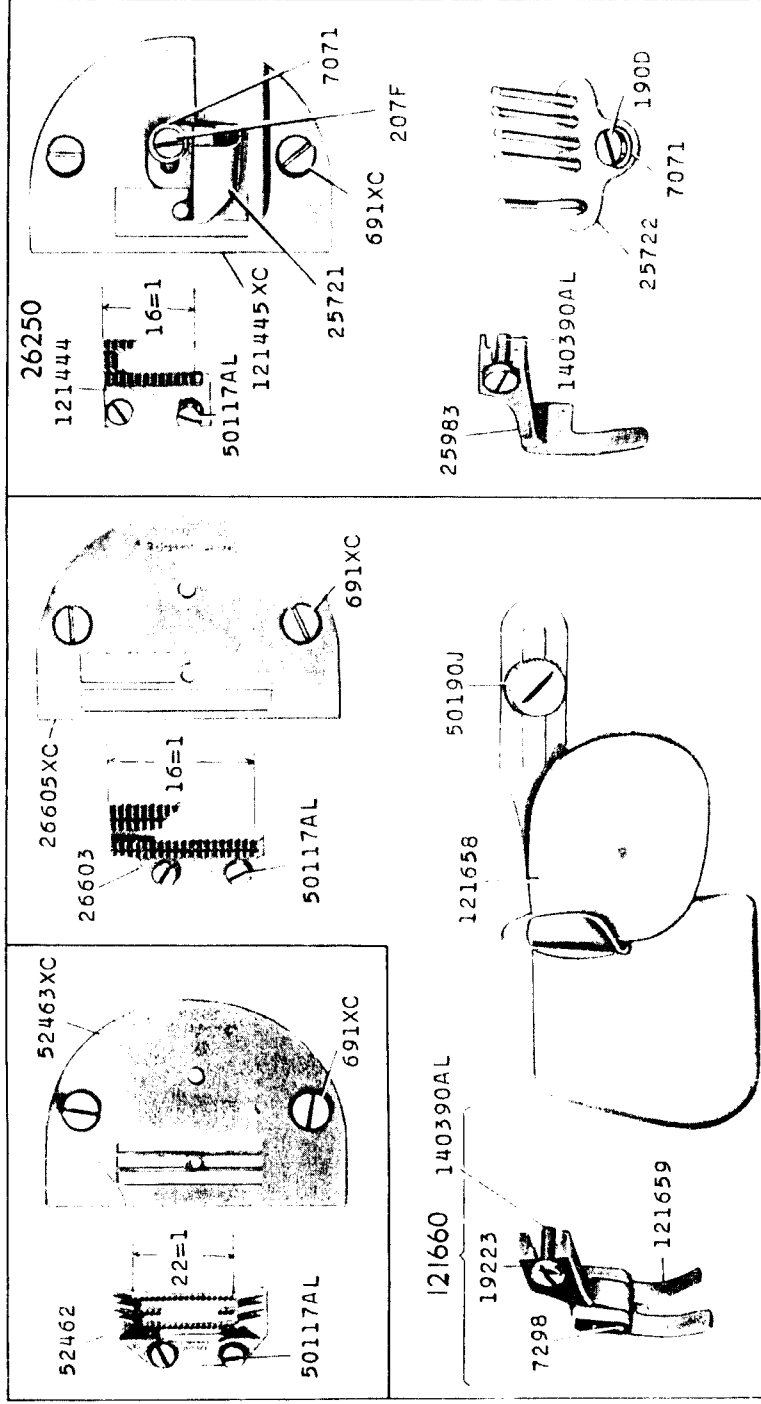 52462
52463XC
22=1
50117AL
691XC
26603
26605XC
16=1
50117AL
691XC
26250
121444
16=1
50117AL
121445XC
25721
691XC
207F
7071
121660
140390AL
19223
7298
121659
121658
50190J
25983
140390AL
25722
7071
190D